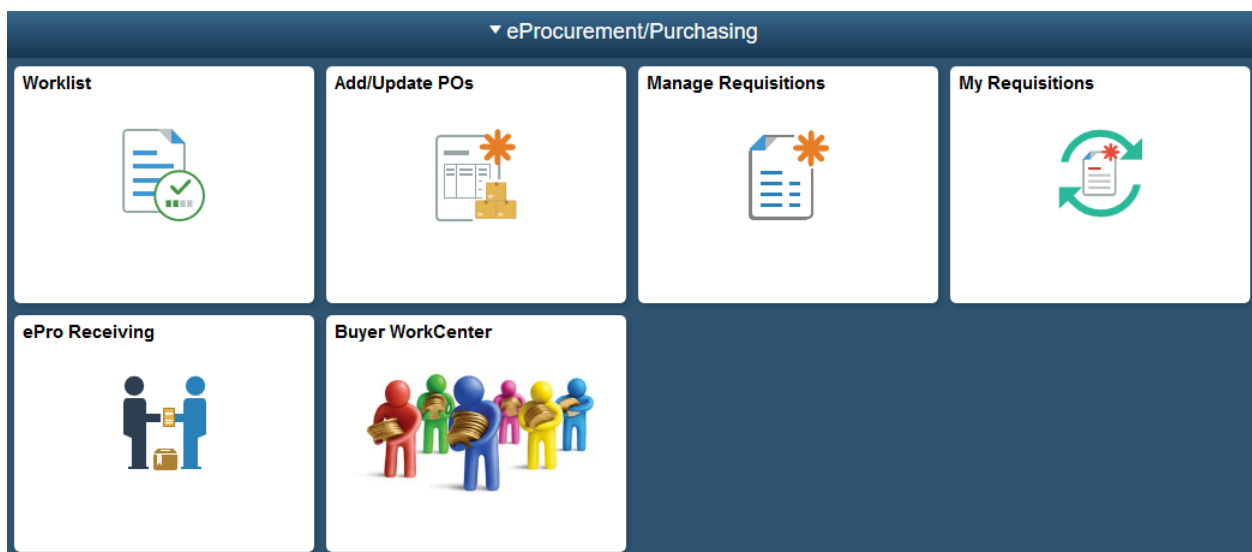 eProcurement/Purchasing
Worklist
Add/Update POs
Manage Requisitions
My Requisitions
ePro Receiving
Buyer WorkCenter